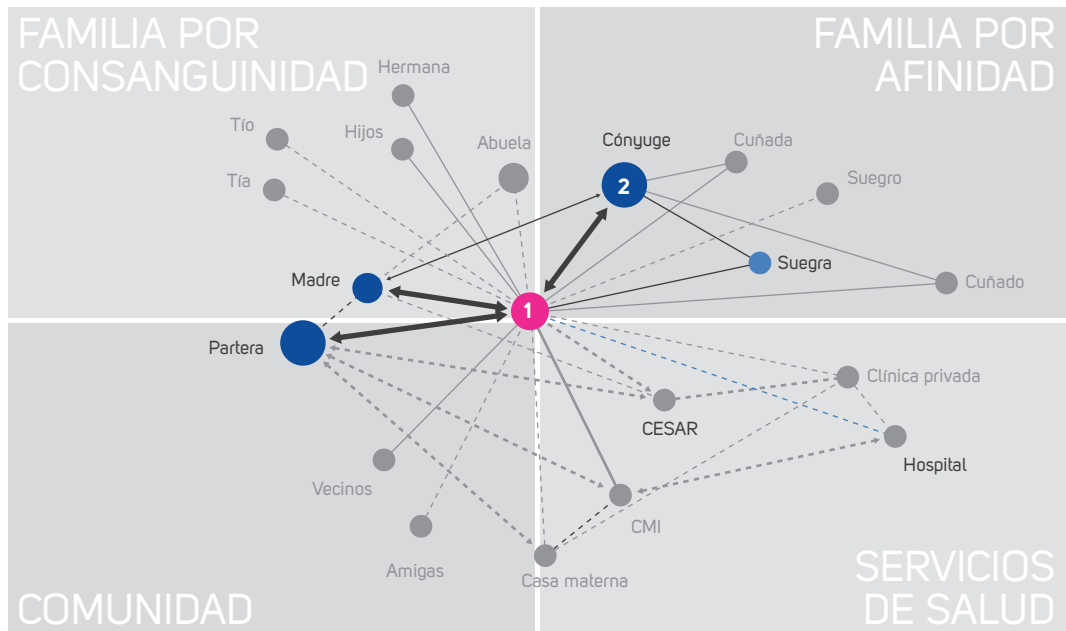 FAMILIA POR
CONSANGUINIDAD
FAMILIA POR
AFINIDAD
Hermana
Tío
Hijos
Abuela
Cónyuge
Cuñada
Tía
2
Suegro
Madre
Suegra
Cuñado
1
Partera
Clínica privada
CESAR
Hospital
Vecinos
CMI
Amigas
Casa materna
COMUNIDAD
SERVICIOS
DE SALUD